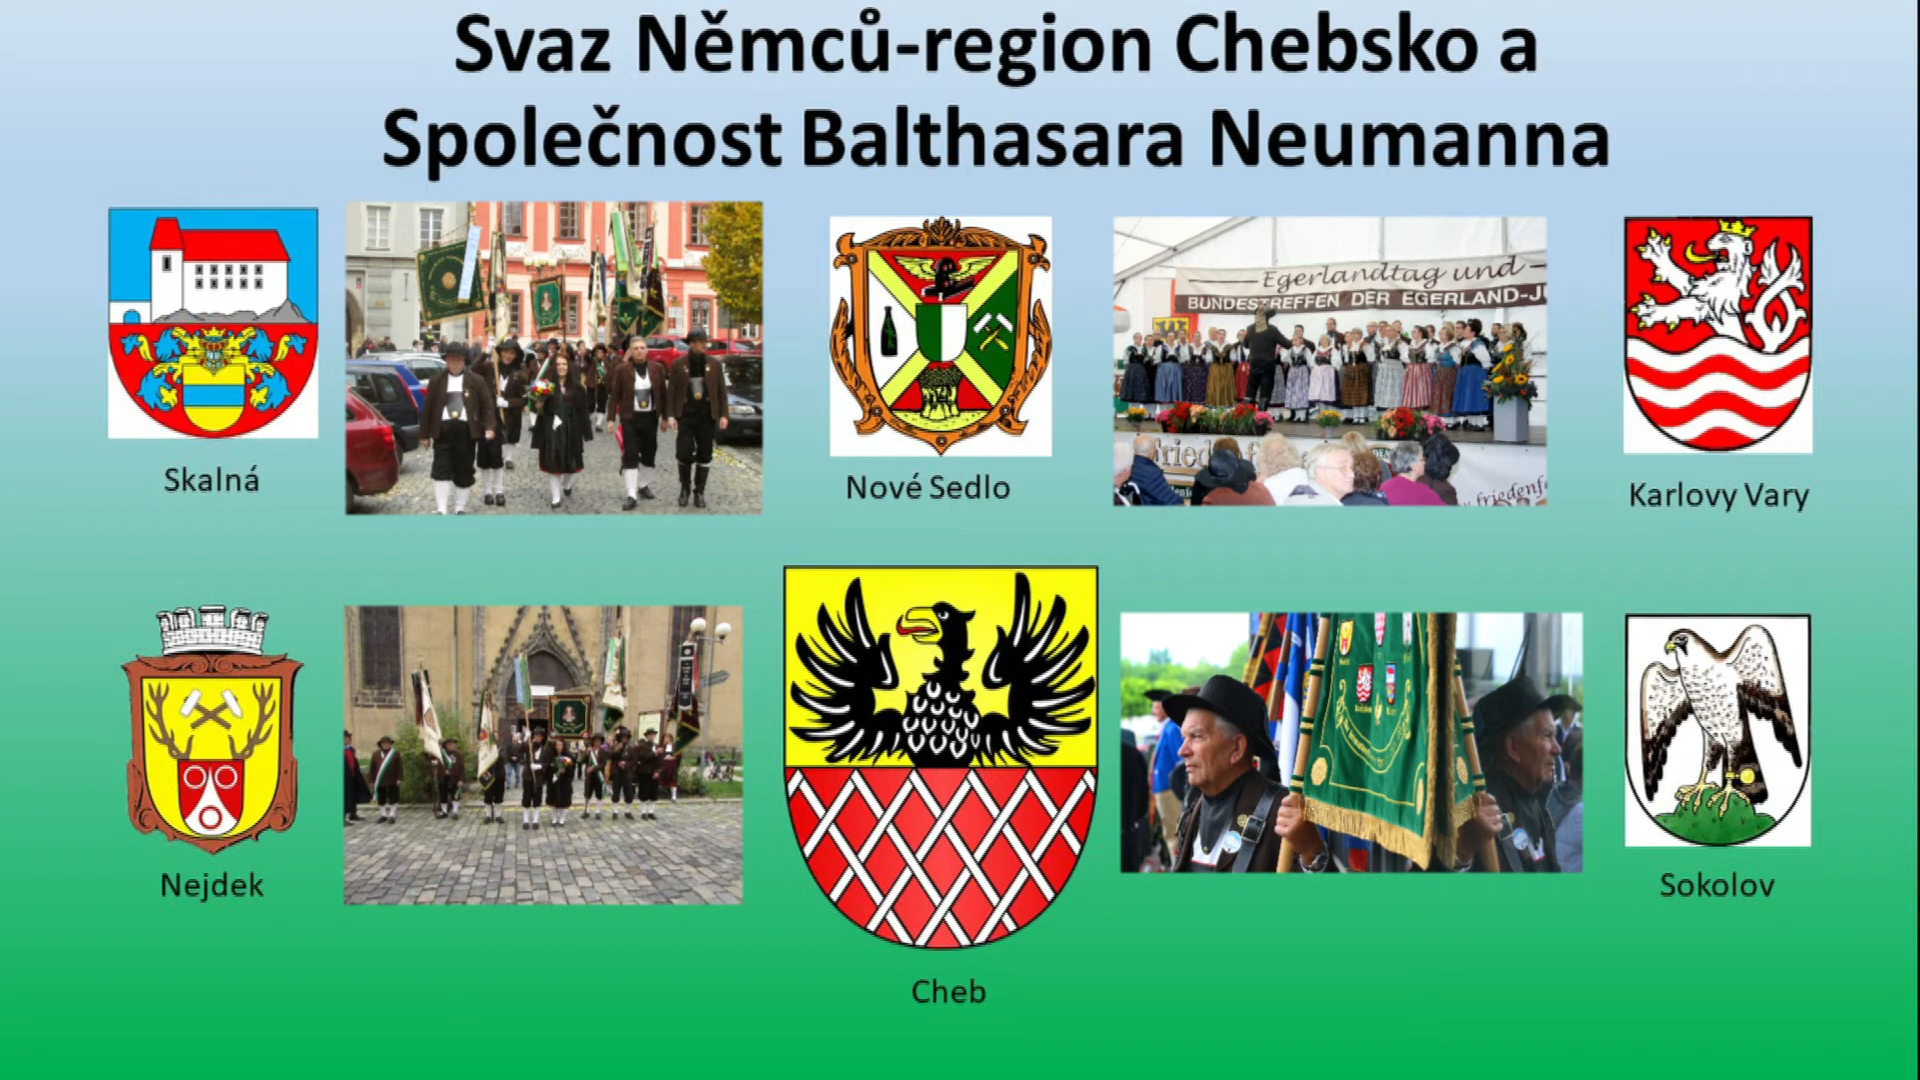 Svaz Němců-region Chebsko a
Společnost Balthasara Neumanna
Egerlandtag und
BUNDESTREFFEN DER EGERLAND-J
Skalná
Nové Sedlo
Karlovy Vary
Nejdek
Sokolov
Cheb